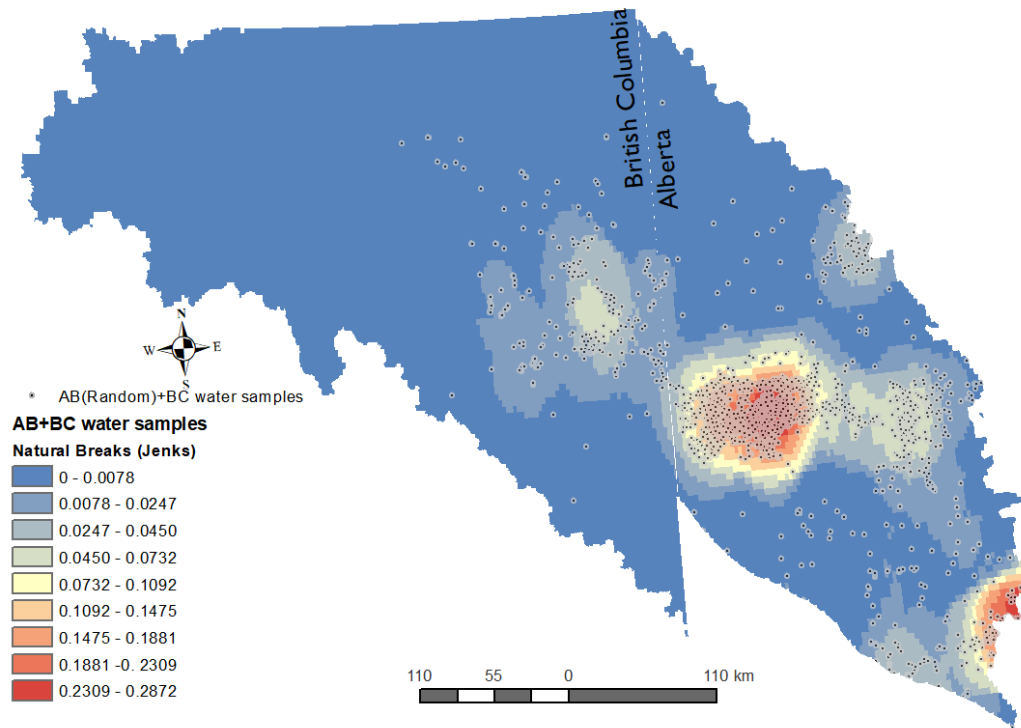 British Columbia
Alberta
N
W E
S
AB(Random)+BC water samples
AB+BC water samples
Natural Breaks (Jenks)
0 - 0.0078
0.0078 - 0.0247
0.0247 - 0.0450
0.0450 - 0.0732
0.0732 - 0.1092
0.1092 - 0.1475
0.1475 - 0.1881
0.1881 -0. 2309
0.2309 - 0.2872
110 55 0 110 km